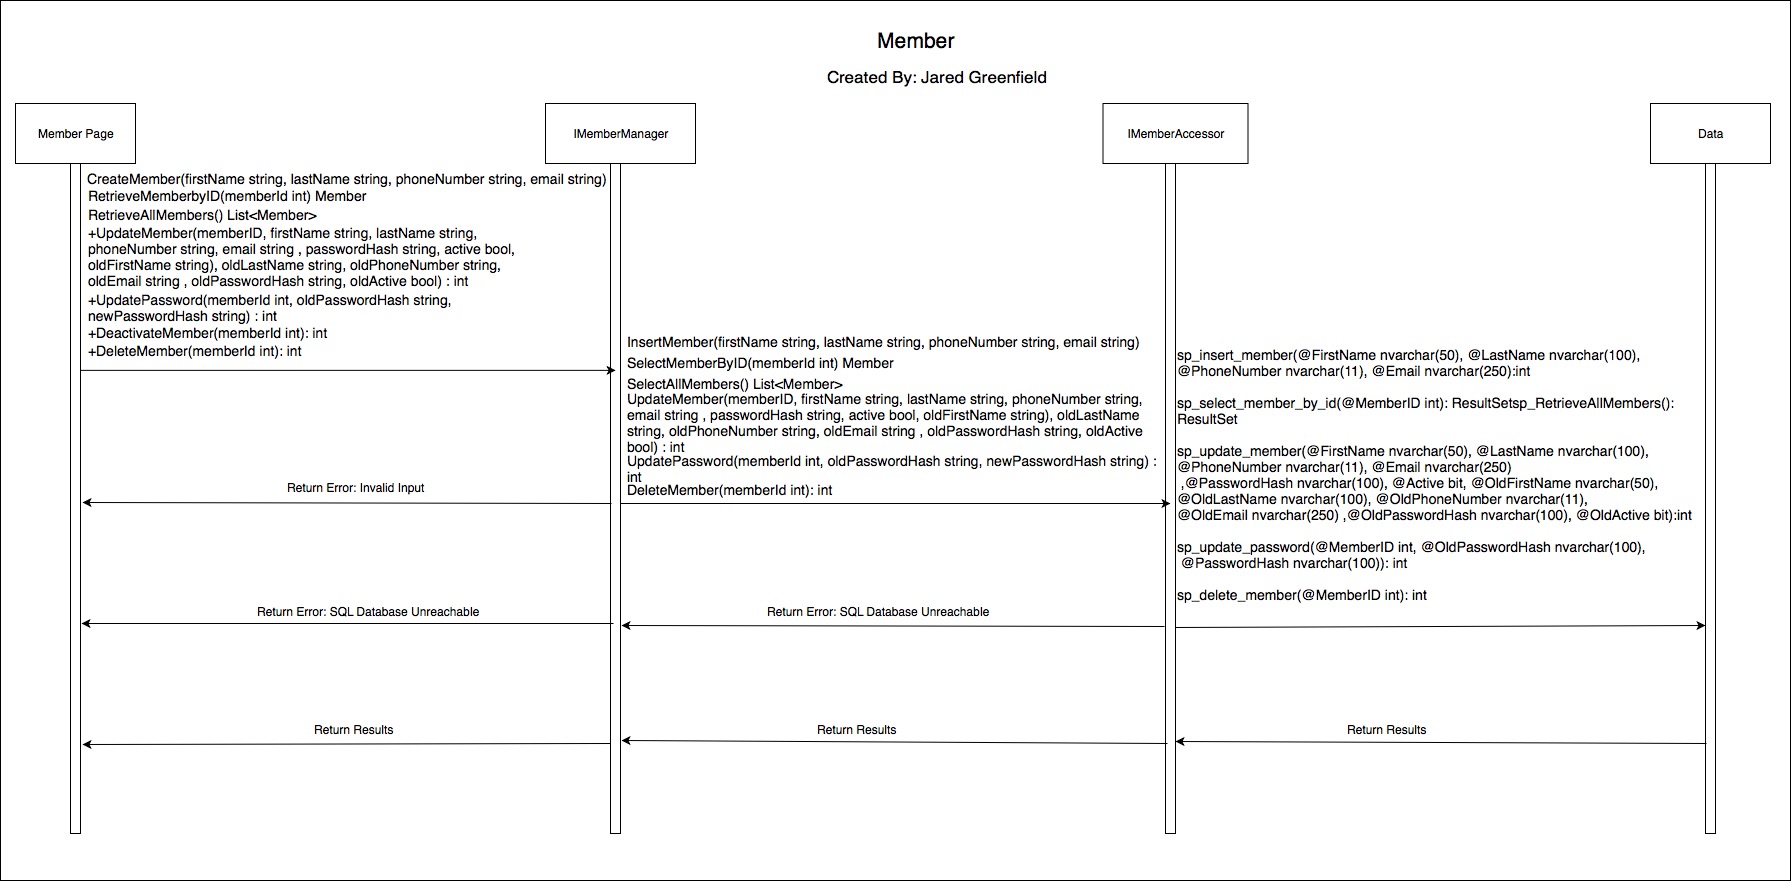 Member
Created By: Jared Greenfield
Member Page
IMemberManager
IMemberAccessor
Data
CreateMember(firstName string, lastName string, phoneNumber string, email string)
RetrieveMemberbyID(memberId int) Member
RetrieveAllMembers() List<Member>
+UpdateMember(memberID, firstName string, lastName string,
phoneNumber string, email string , passwordHash string, active bool,
oldFirstName string), oldLastName string, oldPhoneNumber string,
oldEmail string , oldPasswordHash string, oldActive bool) : int
+UpdatePassword(memberId int, oldPasswordHash string,
newPasswordHash string) : int
+DeactivateMember(memberId int): int
+DeleteMember(memberId int): int
InsertMember(firstName string, lastName string, phoneNumber string, email string)
SelectMemberByID(memberId int) Member
SelectAllMembers() List<Member>
UpdateMember(memberID, firstName string, lastName string, phoneNumber string,
email string , passwordHash string, active bool, oldFirstName string), oldLastName
string, oldPhoneNumber string, oldEmail string , oldPasswordHash string, oldActive
bool) : int
UpdatePassword(memberId int, oldPasswordHash string, newPasswordHash string) :
int
DeleteMember(memberId int): int
sp_insert_member(@FirstName nvarchar(50), @LastName nvarchar(100),
@PhoneNumber nvarchar(11), @Email nvarchar(250):int
sp_select_member_by_id(@MemberID int): ResultSetsp_RetrieveAllMembers():
ResultSet
sp_update_member(@FirstName nvarchar(50), @LastName nvarchar(100),
@PhoneNumber nvarchar(11), @Email nvarchar(250)
,@PasswordHash nvarchar(100), @Active bit, @OldFirstName nvarchar(50),
@OldLastName nvarchar(100), @OldPhoneNumber nvarchar(11),
@OldEmail nvarchar(250) ,@OldPasswordHash nvarchar(100), @OldActive bit):int
sp_update_password(@MemberID int, @OldPasswordHash nvarchar(100),
@PasswordHash nvarchar(100)): int
sp_delete_member(@MemberID int): int
Return Error: Invalid Input
Return Error: SQL Database Unreachable
Return Error: SQL Database Unreachable
Return Results
Return Results
Return Results